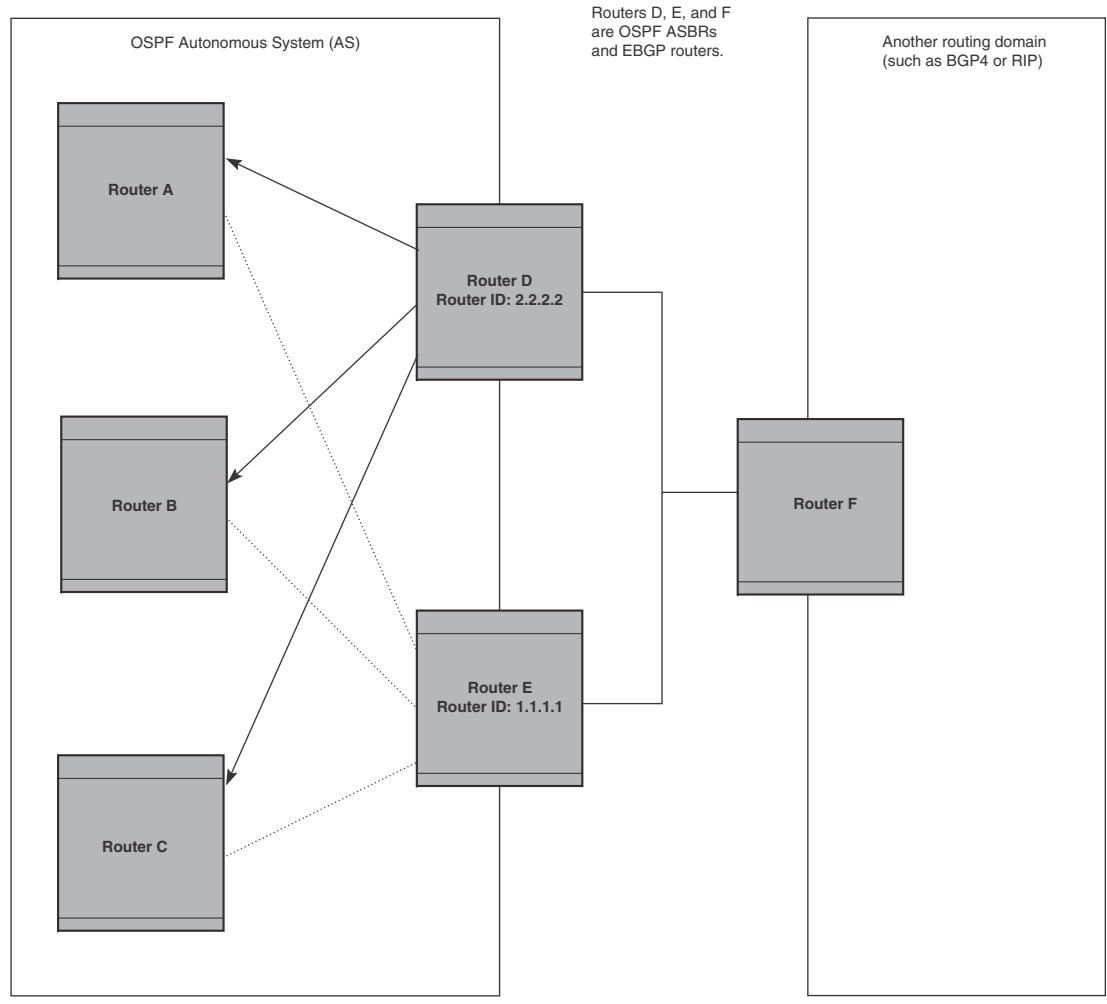 Routers D, E, and F
are OSPF ASBRs
and EBGP routers.
OSPF Autonomous System (AS)
Another routing domain
(such as BGP4 or RIP)
Router A
Router D
Router ID: 2.2.2.2
Router B
Router F
Router E
Router ID: 1.1.1.1
Router C